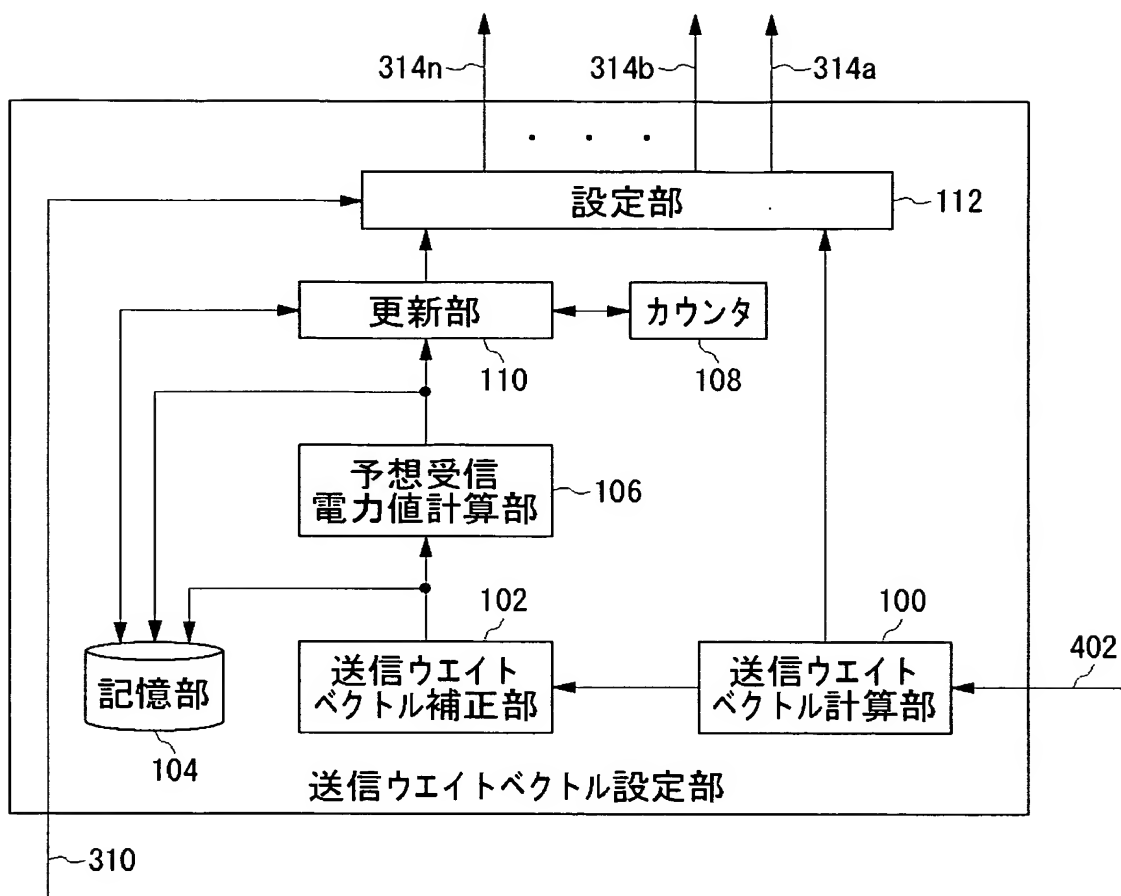 314n
314b
314a
・ ・ ・
設定部
112
更新部
カウンタ
110
108
予想受信
電力値計算部
106
102
100
送信ウエイト
ベクトル補正部
送信ウエイト
ベクトル計算部
402
記憶部
104
送信ウエイトベクトル設定部
310